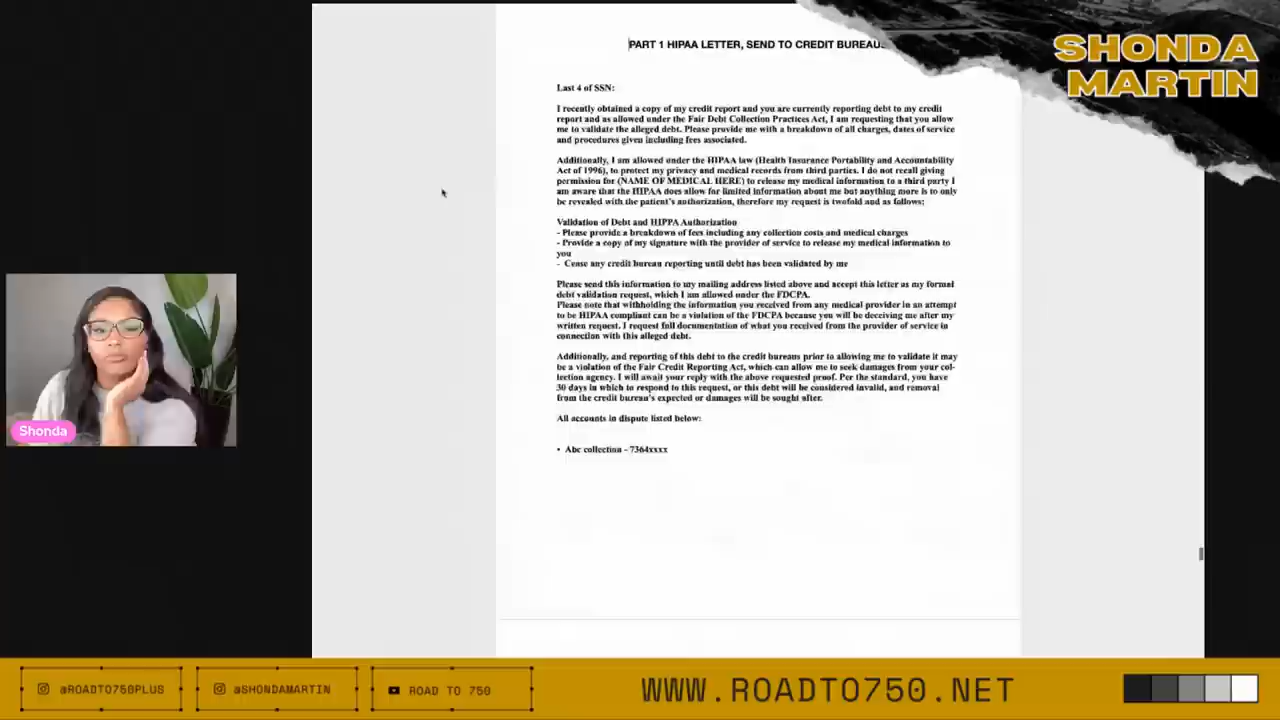 PART 1 HIPAA LETTER, SEND TO CREDIT BUREAUS
SHONDA
MARTIN
Last 4 of SSN:
I recently obtained a copy of my credit report and you are currently reporting debt to my credit
report and as allowed under the Fair Debt Collection Practices Act, I am requesting that you allow
me to validate the alleged debt. Please provide me with a breakdown of all charges, dates of service
and procedures given including fees associated.
Additionally, I am allowed under the HIPAA law (Health Insurance Portability and Accountability
Act of 1996), to protect my privacy and medical records from third parties. I do not recall giving
permission for (NAME OF MEDICAL HERE) to release my medical information to a third party I
am aware that the HIPAA does allow for limited information about me but anything more is to only
be revealed with the patient's authorization, therefore my request is twofold and as follows;
Validation of Debt and HIPPA Authorization
- Please provide a breakdown of fees including any collection costs and medical charges
- Provide a copy of my signature with the provider of service to release my medical information to
you
- Cease any credit bureau reporting until debt has been validated by me
Please send this information to my mailing address listed above and accept this letter as my formal
debt validation request, which I am allowed under the FDCPA.
Please note that withholding the information you received from any medical provider in an attempt
to be HIPAA compliant can be a violation of the FDCPA because you will be deceiving me after my
written request. I request full documentation of what you received from the provider of service in
connection with this alleged debt.
Additionally, and reporting of this debt to the credit bureaus prior to allowing me to validate it may
be a violation of the Fair Credit Reporting Act, which can allow me to seek damages from your col-
lection agency. I will await your reply with the above requested proof. Per the standard, you have
30 days in which to respond to this request, or this debt will be considered invalid, and removal
from the credit bureau's expected or damages will be sought after.
All accounts in dispute listed below:
• Abc collection - 7364xxxx
Shonda
@ROADTO750PLUS
@SHONDAMARTIN
ROAD TO 750
WWW.ROADTO750.NET